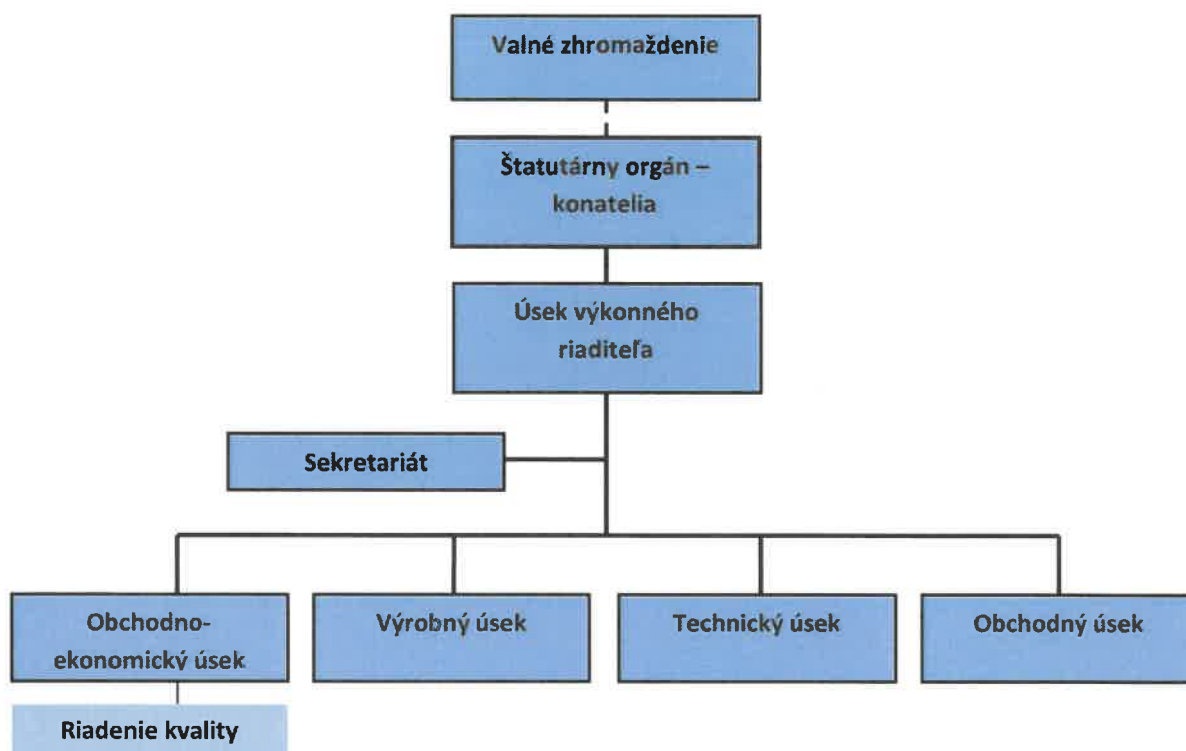 Valné zhromaždenie
Štatutárny orgán –
konatelia
Úsek výkonného
riaditeľa
Sekretariát
Obchodno-
ekonomický úsek
Výrobný úsek
Technický úsek
Obchodný úsek
Riadenie kvality